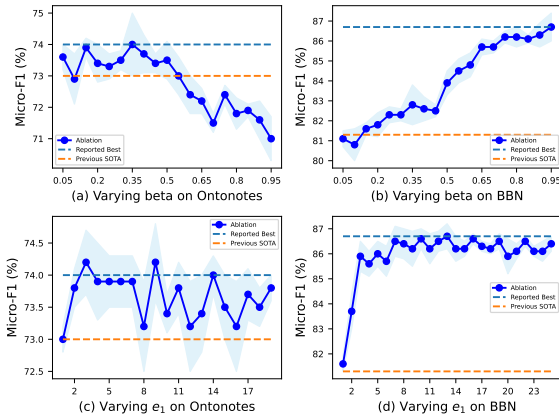 75
74
73
72
71
Micro-F1 (%)
Ablation
Reported Best
Previous SOTA
0.05 0.2 0.35 0.5 0.65 0.8 0.95
(a) Varying beta on Ontonotes
87
86
85
84
83
82
81
80
Micro-F1 (%)
Ablation
Reported Best
Previous SOTA
0.05 0.2 0.35 0.5 0.65 0.8 0.95
(b) Varying beta on BBN
74.5
74.0
73.5
73.0
72.5
Micro-F1 (%)
Ablation
Reported Best
Previous SOTA
2 5 8 11 14 17
(c) Varying e₁ on Ontonotes
87
86
85
84
83
82
Micro-F1 (%)
Ablation
Reported Best
Previous SOTA
2 5 8 11 14 17 20 23
(d) Varying e₁ on BBN